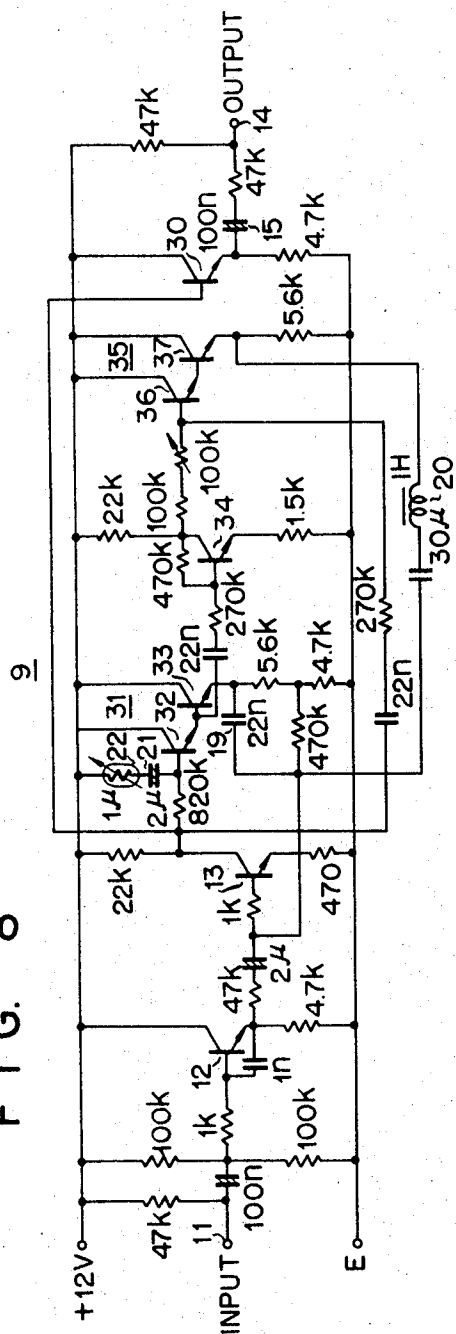 FIG. 8
9
+12V
47k
100k
22k
1μ
22
2μ
21
31
32
33
820k
22k
470k
100k
100k
36
35
37
30
100n
15
47k
47k
OUTPUT
14
INPUT
11
100n
1k
12
1n
47k
2μ
1k
13
19
22n
22n
270k
34
5.6k
470k
4.7k
1.5k
5.6k
4.7k
100k
4.7k
470
E
22n
270k
30μ
1H
20